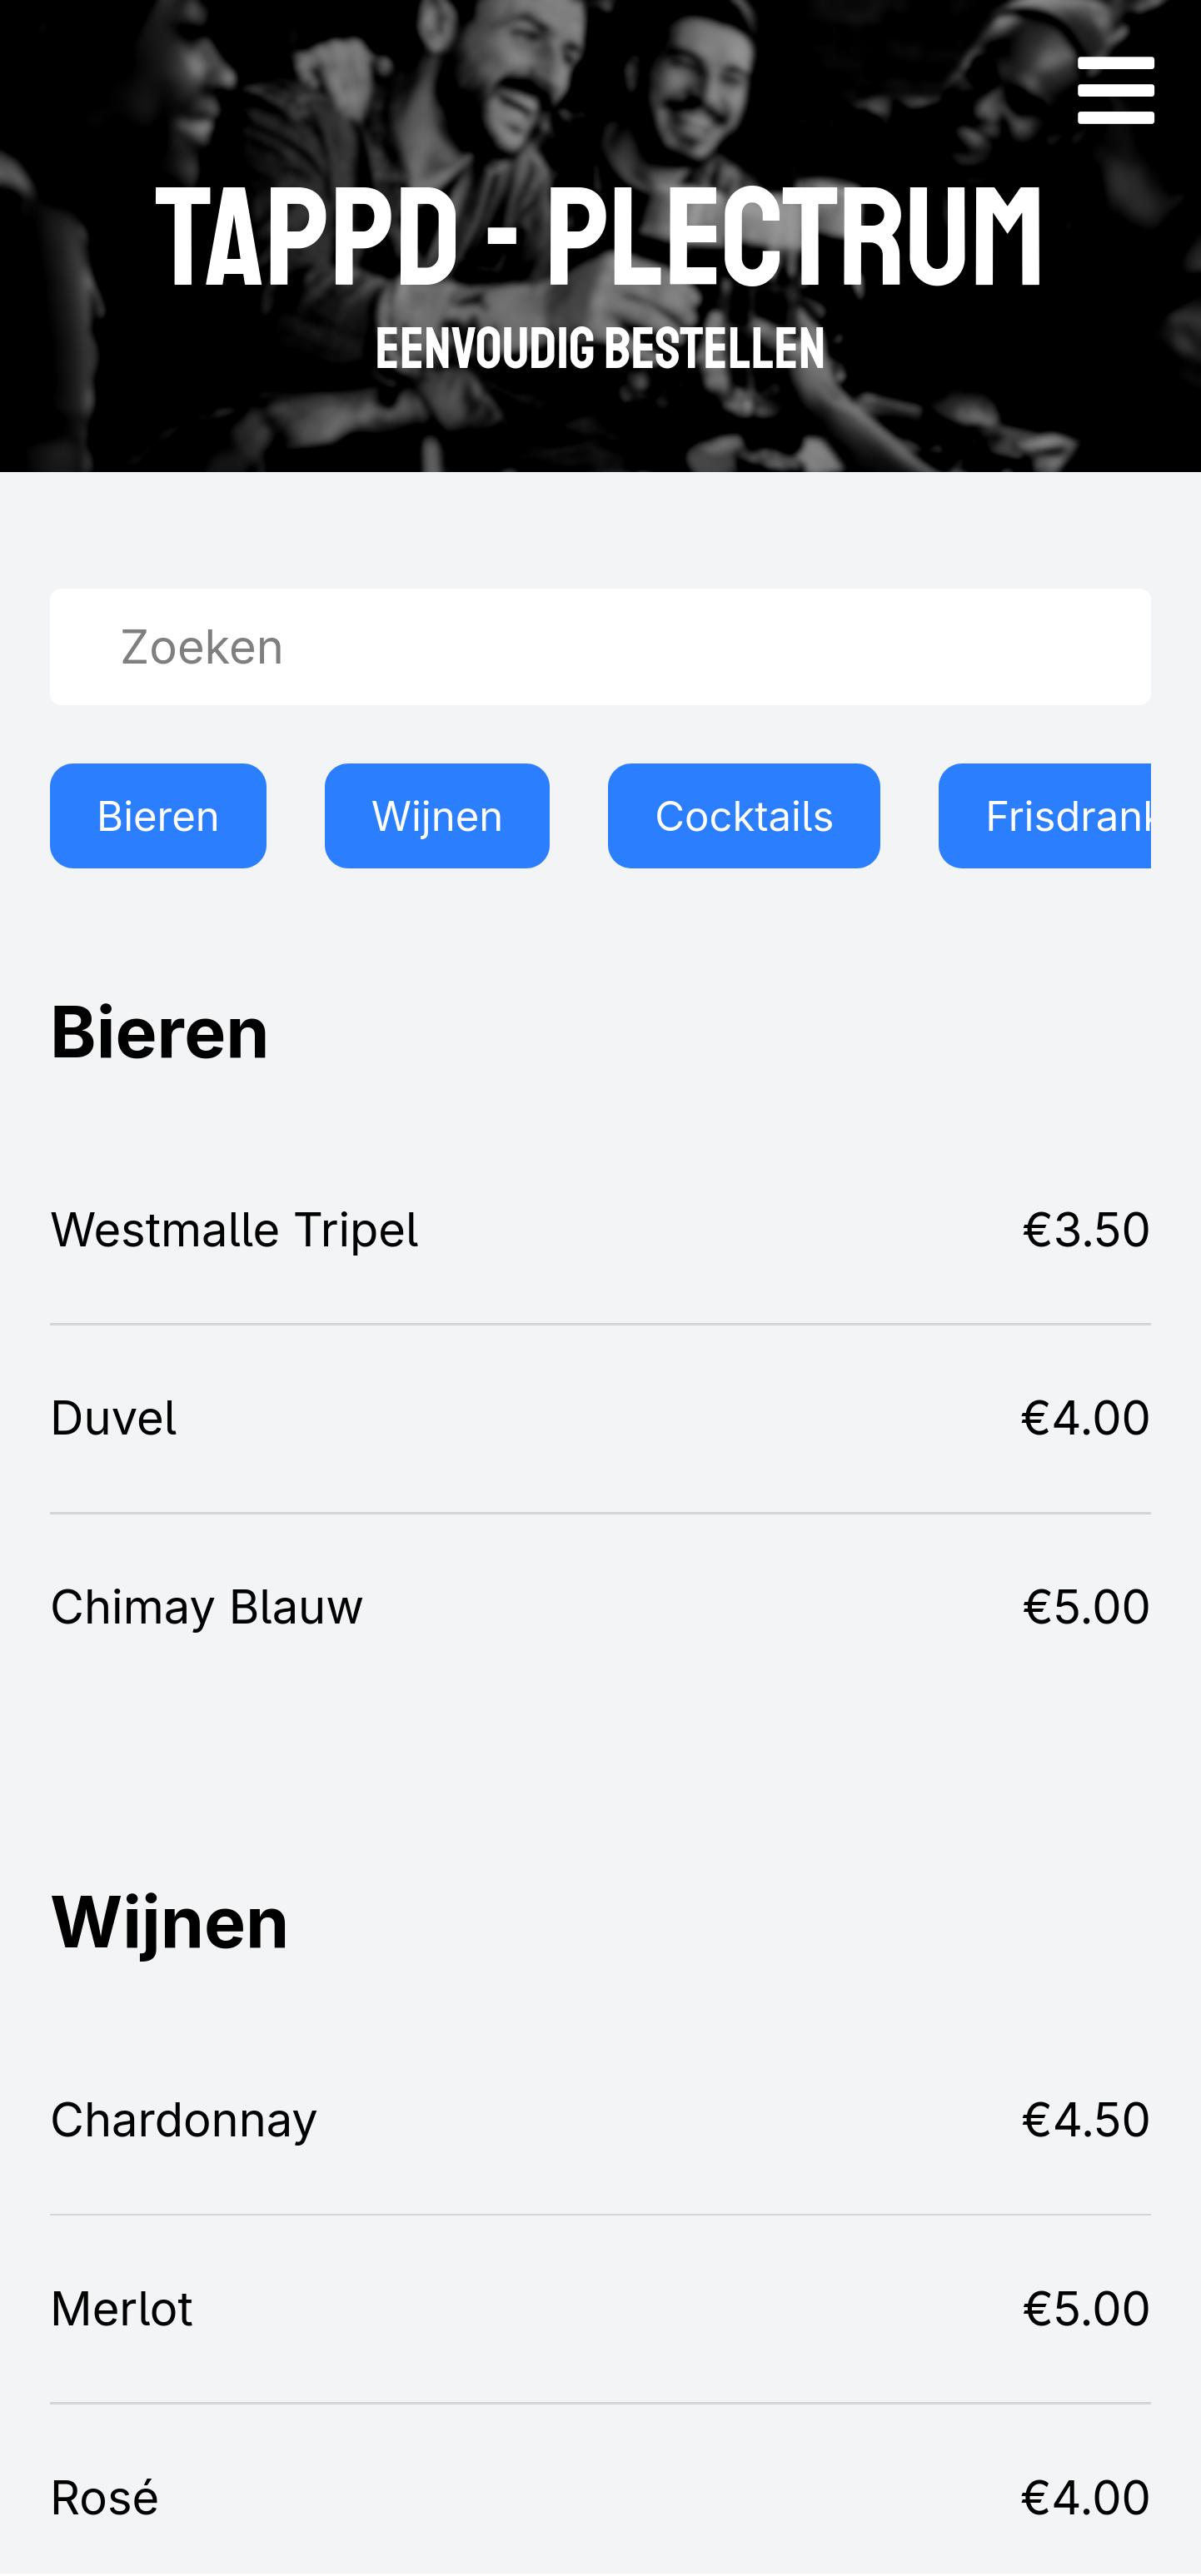 TAPPD - PLECTRUM
EENVOUDIG BESTELLEN
Zoeken
Bieren Wijnen Cocktails Frisdrank
Bieren
Westmalle Tripel €3.50
Duvel €4.00
Chimay Blauw €5.00
Wijnen
Chardonnay €4.50
Merlot €5.00
Rosé €4.00